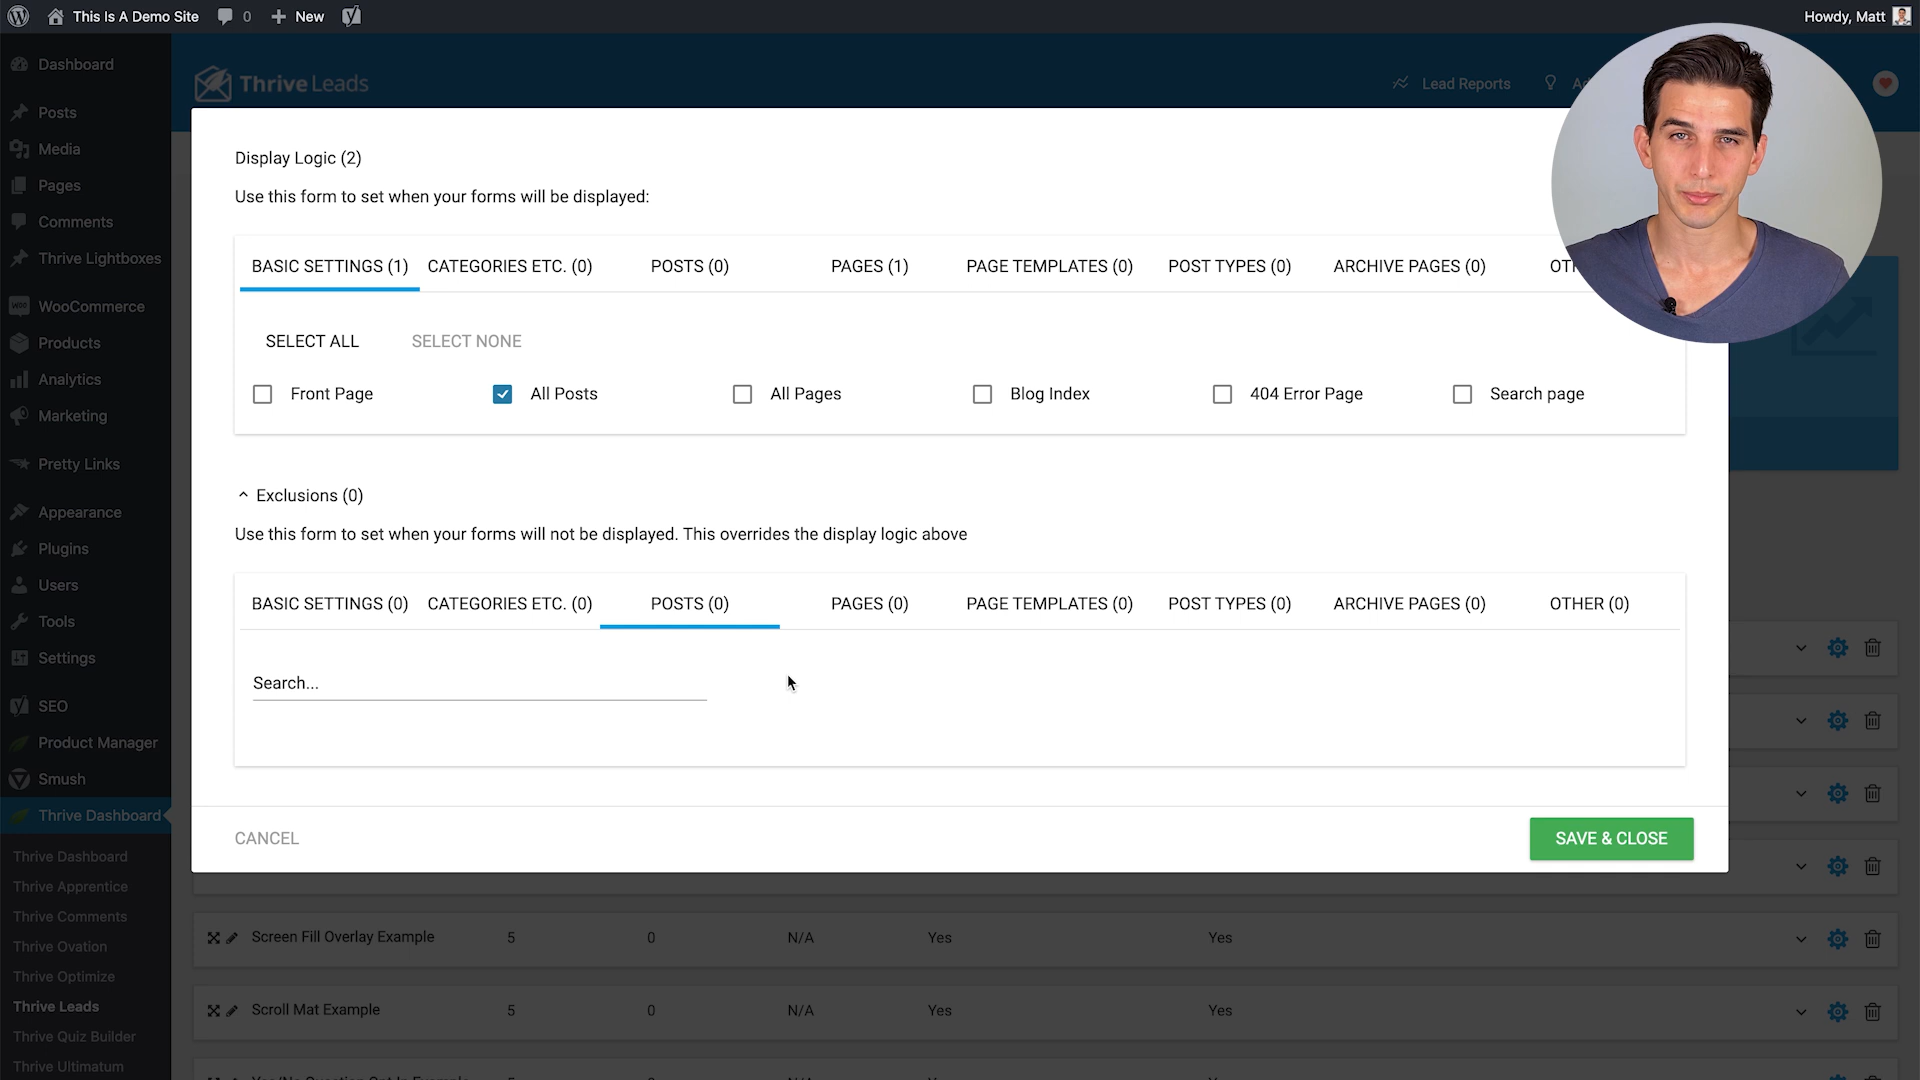 This Is A Demo Site 0 New Howdy, Matt
Dashboard
Posts
Media
Pages
Comments
Thrive Lightboxes
WooCommerce
Products
Analytics
Marketing
Pretty Links
Appearance
Plugins
Users
Tools
Settings
SEO
Product Manager
Smush
Thrive Dashboard
Thrive Dashboard
Thrive Apprentice
Thrive Comments
Thrive Ovation
Thrive Optimize
Thrive Leads
Thrive Quiz Builder
Thrive Ultimatum
Thrive Leads Lead Reports
Display Logic (2)
Use this form to set when your forms will be displayed:
BASIC SETTINGS (1) CATEGORIES ETC. (0) POSTS (0) PAGES (1) PAGE TEMPLATES (0) POST TYPES (0) ARCHIVE PAGES (0)
SELECT ALL SELECT NONE
Front Page All Posts All Pages Blog Index 404 Error Page Search page
Exclusions (0)
Use this form to set when your forms will not be displayed. This overrides the display logic above
BASIC SETTINGS (0) CATEGORIES ETC. (0) POSTS (0) PAGES (0) PAGE TEMPLATES (0) POST TYPES (0) ARCHIVE PAGES (0) OTHER (0)
Search...
CANCEL SAVE & CLOSE
Screen Fill Overlay Example 5 0 N/A Yes Yes
Scroll Mat Example 5 0 N/A Yes Yes